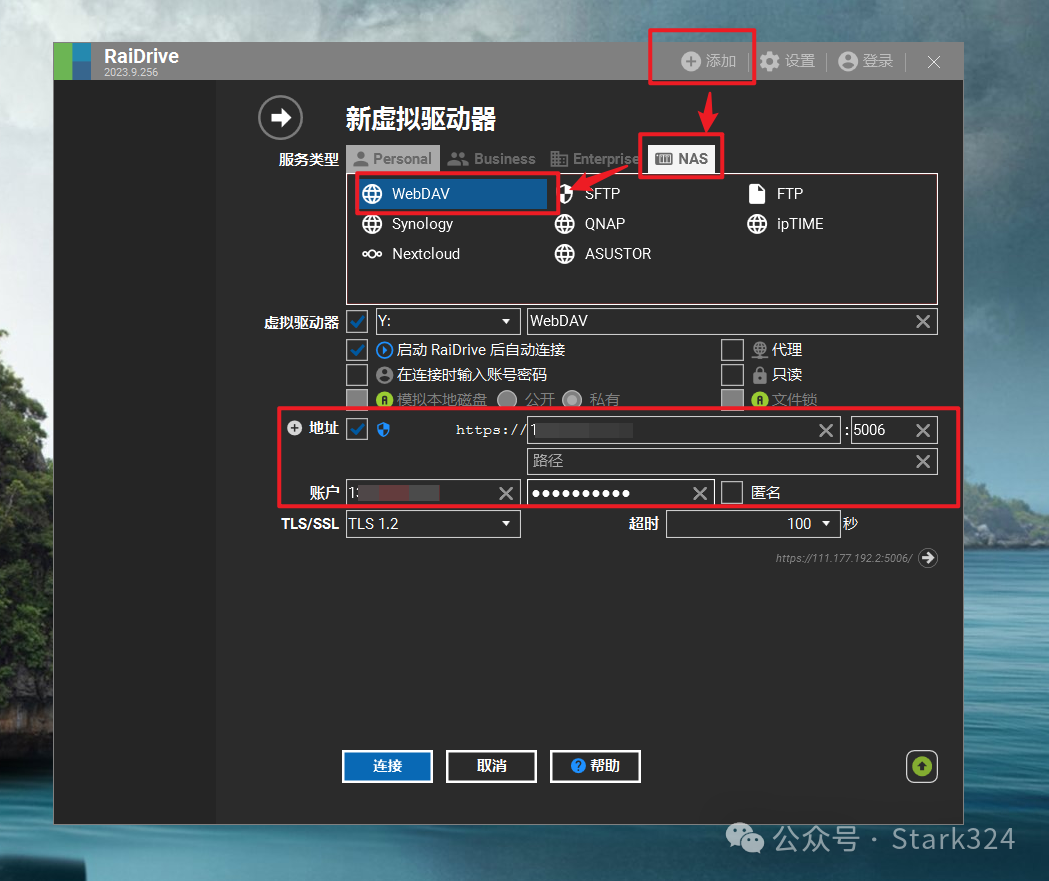 RaiDrive
2023.9.256
添加
设置
登录
新虚拟驱动器
服务类型 Personal Business Enterprise NAS
WebDAV SFTP FTP
Synology QNAP ipTIME
Nextcloud ASUSTOR
虚拟驱动器 Y: WebDAV
启动 RaiDrive 后自动连接 代理
在连接时输入账号密码 只读
模拟本地磁盘 公开 私有 文件锁
地址 https://1 :5006
路径
账户 1 匿名
TLS/SSL TLS 1.2 超时 100 秒
https://111.177.192.2:5006/
连接 取消 帮助
公众号 · Stark324